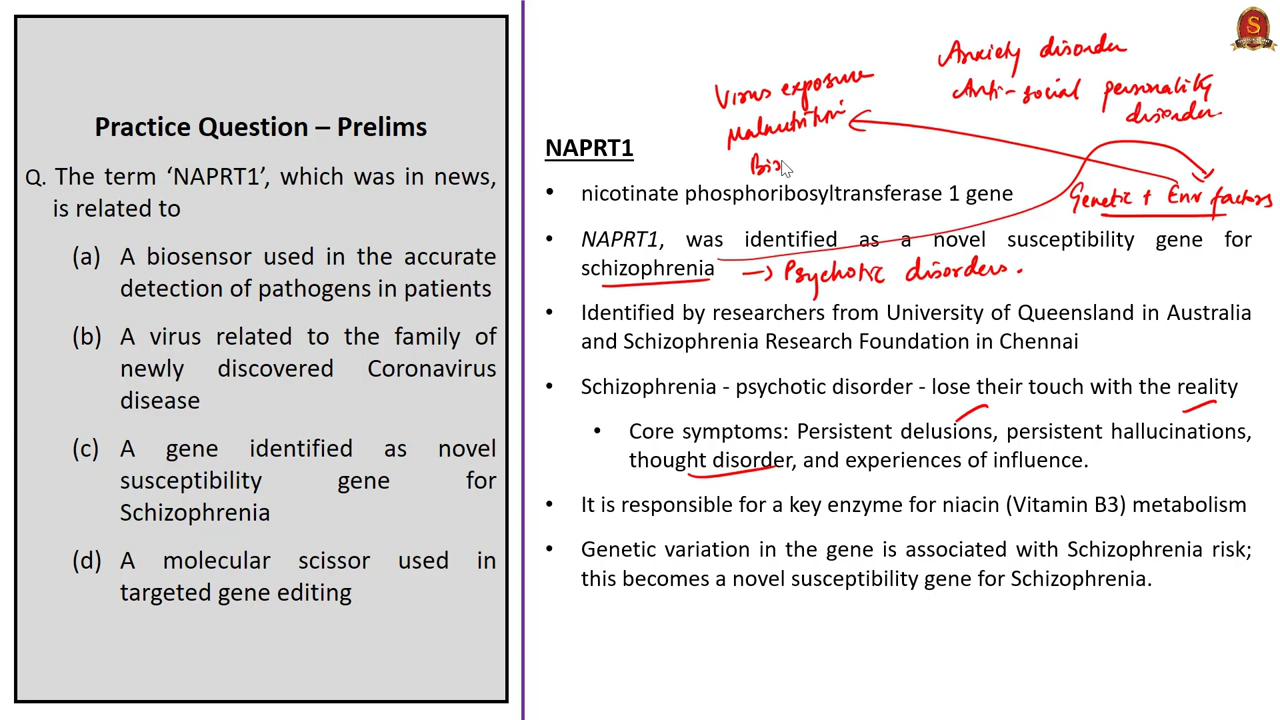 Practice Question – Prelims
Q. The term ‘NAPRT1’, which was in news,
is related to
(a) A biosensor used in the accurate
detection of pathogens in patients
(b) A virus related to the family of
newly discovered Coronavirus
disease
(c) A gene identified as novel
susceptibility gene for
Schizophrenia
(d) A molecular scissor used in
targeted gene editing
Anxiety disorder
Anti-social personality
disorder
Virus exposure
Malnutrition
NAPRT1
• nicotinate phosphoribosyltransferase 1 gene
Genetic + Env factors
• NAPRT1, was identified as a novel susceptibility gene for
schizophrenia → Psychotic disorders.
• Identified by researchers from University of Queensland in Australia
and Schizophrenia Research Foundation in Chennai
• Schizophrenia - psychotic disorder - lose their touch with the reality
• Core symptoms: Persistent delusions, persistent hallucinations,
thought disorder, and experiences of influence.
• It is responsible for a key enzyme for niacin (Vitamin B3) metabolism
• Genetic variation in the gene is associated with Schizophrenia risk;
this becomes a novel susceptibility gene for Schizophrenia.